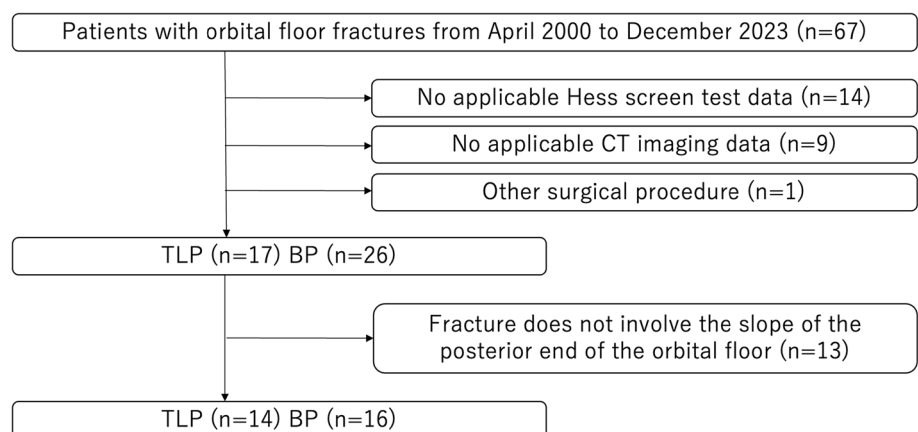 Patients with orbital floor fractures from April 2000 to December 2023 (n=67)
No applicable Hess screen test data (n=14)
No applicable CT imaging data (n=9)
Other surgical procedure (n=1)
TLP (n=17) BP (n=26)
Fracture does not involve the slope of the
posterior end of the orbital floor (n=13)
TLP (n=14) BP (n=16)